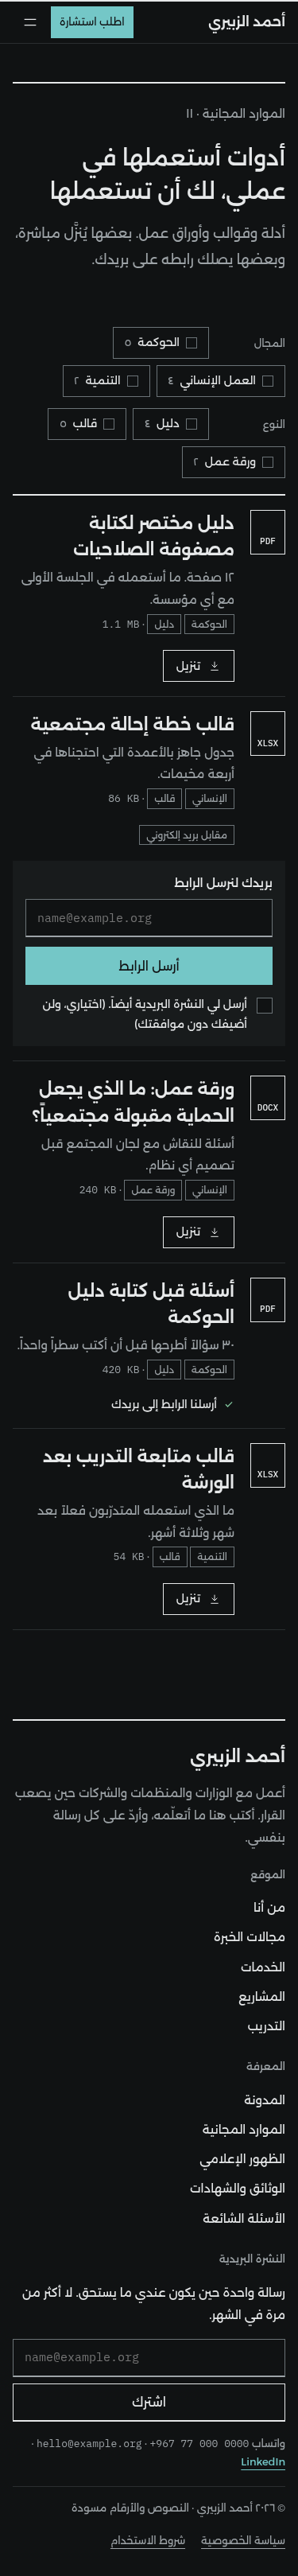 أحمد الزبيري
اطلب استشارة
الموارد المجانية · ١١
أدوات أستعملها في
عملي، لك أن تستعملها
أدلة وقوالب وأوراق عمل. بعضها يُنزَّل مباشرة،
وبعضها يصلك رابطه على بريدك.
المجال
الحوكمة ٥
العمل الإنساني ٤
التنمية ٢
النوع
دليل ٤
قالب ٥
ورقة عمل ٢
PDF
دليل مختصر لكتابة
مصفوفة الصلاحيات
١٢ صفحة. ما أستعمله في الجلسة الأولى
مع أي مؤسسة.
الحوكمة دليل · 1.1 MB
تنزيل
XLSX
قالب خطة إحالة مجتمعية
جدول جاهز بالأعمدة التي احتجناها في
أربعة مخيمات.
الإنساني قالب · 86 KB
مقابل بريد إلكتروني
بريدك لنرسل الرابط
name@example.org
أرسل الرابط
أرسل لي النشرة البريدية أيضاً. (اختياري، ولن
أضيفك دون موافقتك)
DOCX
ورقة عمل: ما الذي يجعل
الحماية مقبولة مجتمعياً؟
أسئلة للنقاش مع لجان المجتمع قبل
تصميم أي نظام.
الإنساني ورقة عمل · 240 KB
تنزيل
PDF
أسئلة قبل كتابة دليل
الحوكمة
٣٠ سؤالاً أطرحها قبل أن أكتب سطراً واحداً.
الحوكمة دليل · 420 KB
أرسلنا الرابط إلى بريدك
XLSX
قالب متابعة التدريب بعد
الورشة
ما الذي استعمله المتدرّبون فعلاً بعد
شهر وثلاثة أشهر.
التنمية قالب · 54 KB
تنزيل
أحمد الزبيري
أعمل مع الوزارات والمنظمات والشركات حين يصعب
القرار. أكتب هنا ما أتعلّمه، وأردّ على كل رسالة
بنفسي.
الموقع
من أنا
مجالات الخبرة
الخدمات
المشاريع
التدريب
المعرفة
المدونة
الموارد المجانية
الظهور الإعلامي
الوثائق والشهادات
الأسئلة الشائعة
النشرة البريدية
رسالة واحدة حين يكون عندي ما يستحق. لا أكثر من
مرة في الشهر.
name@example.org
اشترك
واتساب +967 77 000 0000 · hello@example.org ·
LinkedIn
© ٢٠٢٦ أحمد الزبيري · النصوص والأرقام مسودة
سياسة الخصوصية
شروط الاستخدام